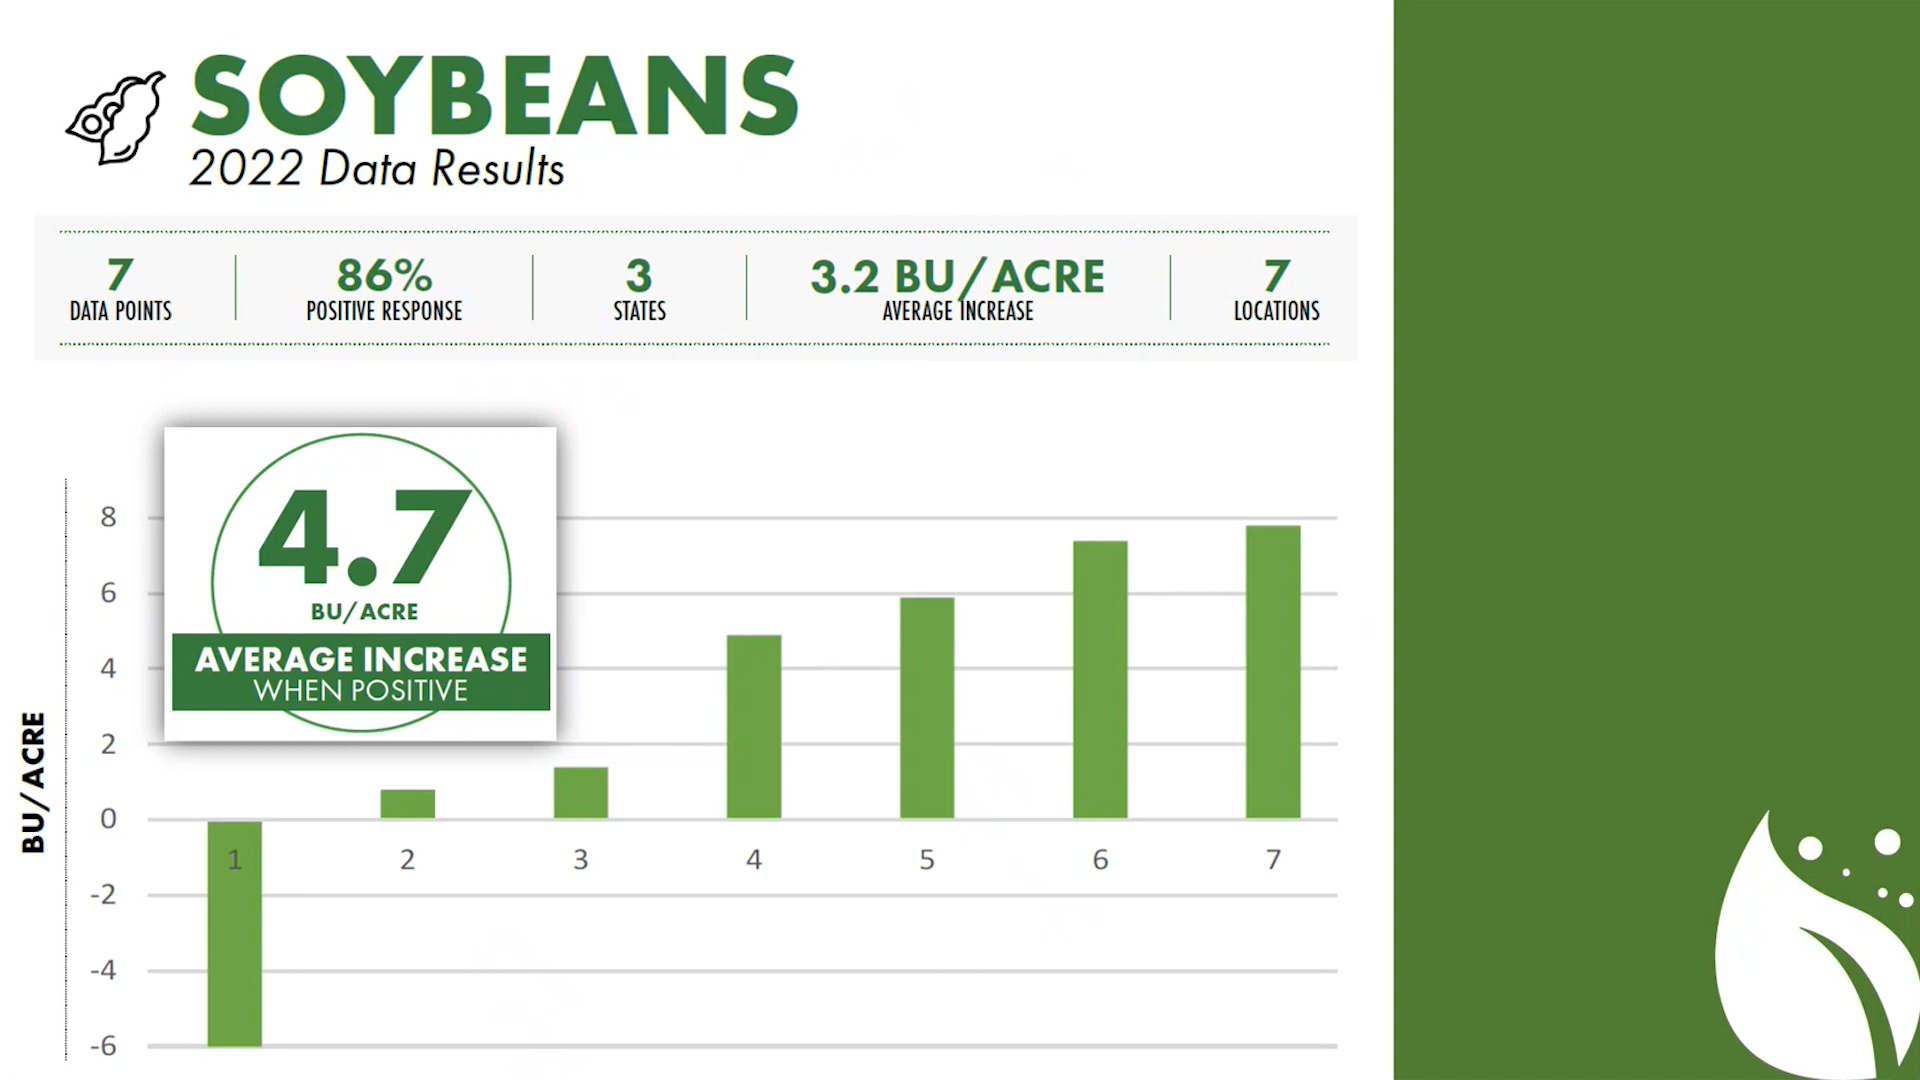 SOYBEANS
2022 Data Results
7
DATA POINTS
86%
POSITIVE RESPONSE
3
STATES
3.2 BU/ACRE
AVERAGE INCREASE
7
LOCATIONS
4.7
BU/ACRE
AVERAGE INCREASE
WHEN POSITIVE
BU/ACRE
8
6
4
2
0
-2
-4
-6
1 2 3 4 5 6 7